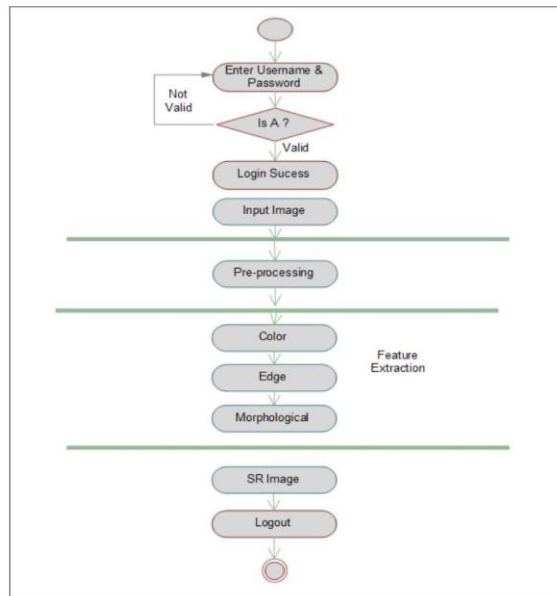 Enter Username &
Password
Not
Valid
Is A ?
Valid
Login Sucess
Input Image
Pre-processing
Color
Feature
Extraction
Edge
Morphological
SR Image
Logout